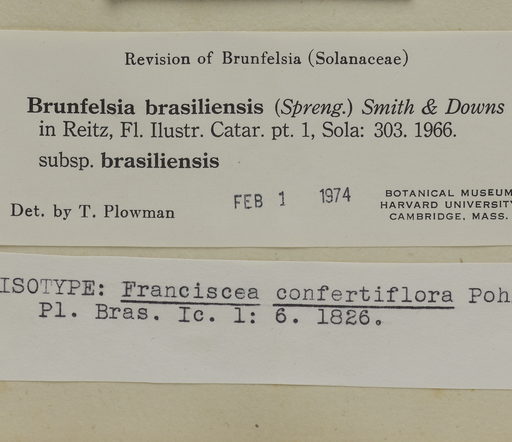 Revision of Brunfelsia (Solanaceae)
Brunfelsia brasiliensis (Spreng.) Smith & Downs
in Reitz, Fl. Ilustr. Catar. pt. 1, Sola: 303. 1966.
subsp. brasiliensis
Det. by T. Plowman
FEB 1 1974
BOTANICAL MUSEUM
HARVARD UNIVERSITY
CAMBRIDGE, MASS.
ISOTYPE: Franciscea confertiflora Poh
Pl. Bras. Ic. 1: 6. 1826.